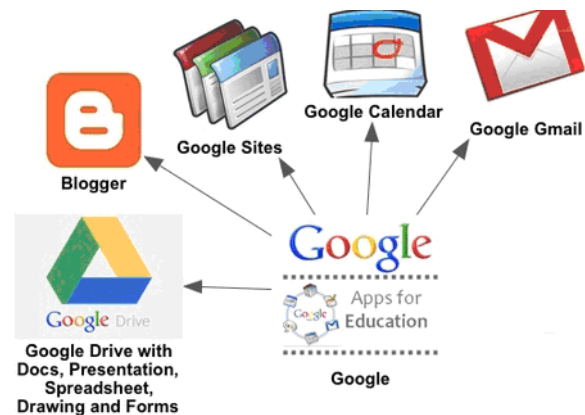 Google Calendar
Google Gmail
Google Sites
Blogger
Google
Apps for
Google
Education
Google Drive
Google
Google Drive with
Docs, Presentation,
Spreadsheet,
Drawing and Forms